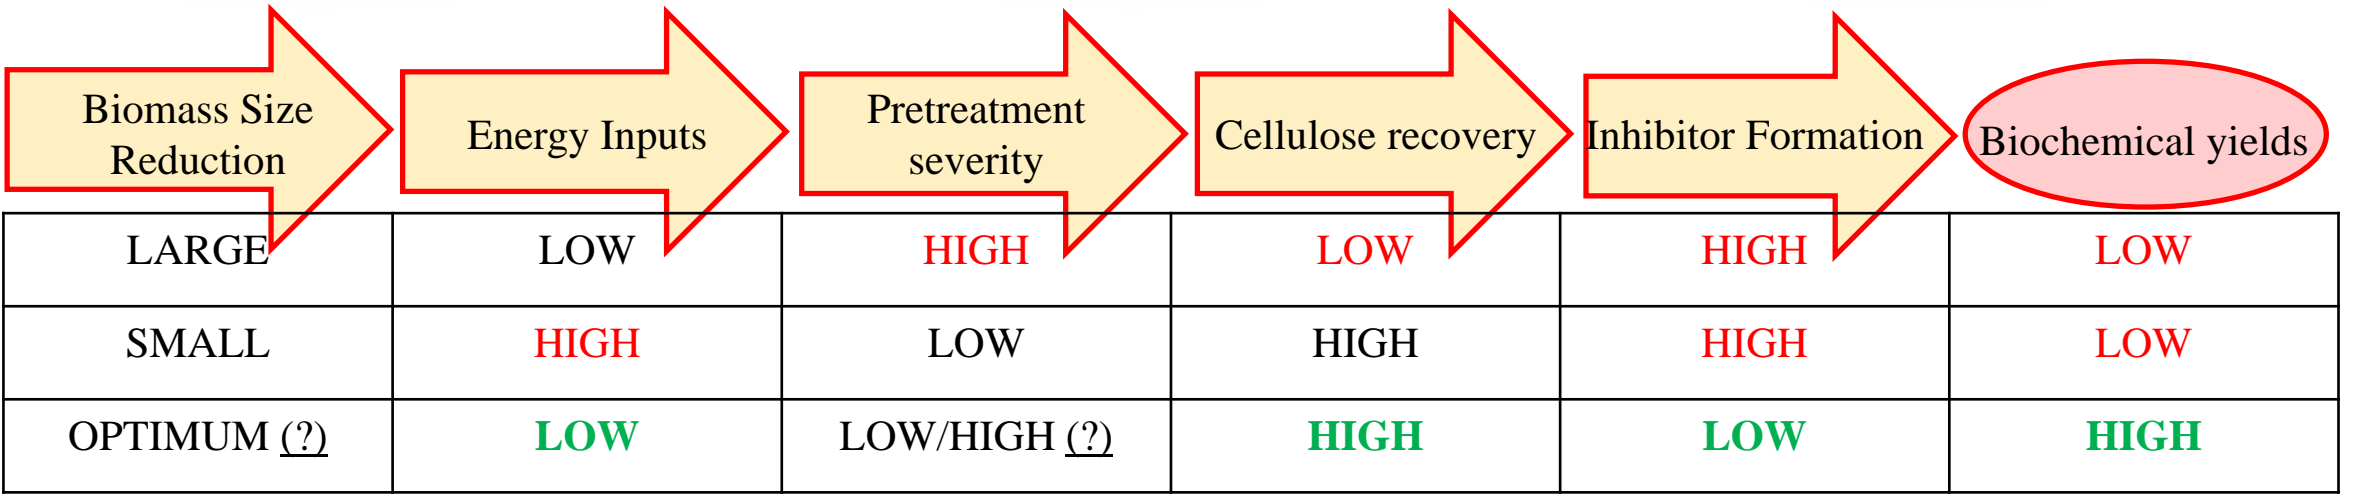 Biomass Size
Reduction
Energy Inputs
Pretreatment
severity
Cellulose recovery
Inhibitor Formation
Biochemical yields
LARGE LOW HIGH LOW HIGH LOW
SMALL HIGH LOW HIGH HIGH LOW
OPTIMUM (?) LOW LOW/HIGH (?) HIGH LOW HIGH